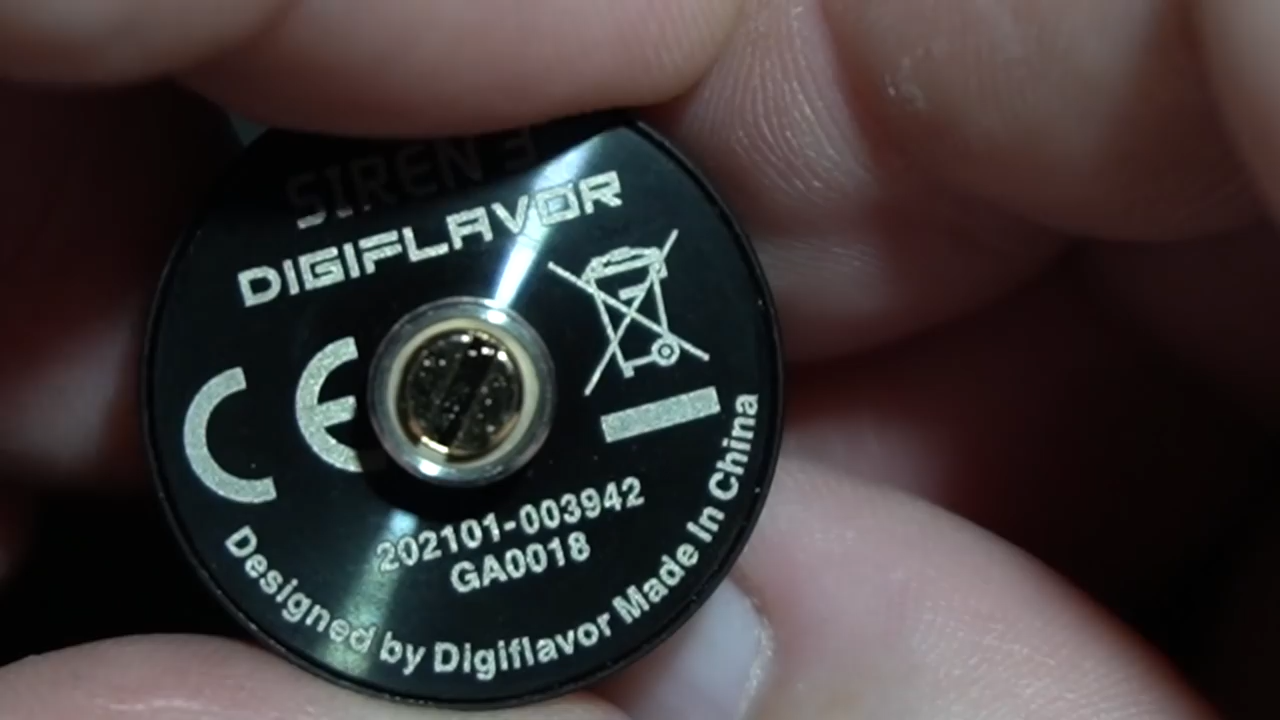 SIREN 3
DIGIFLAVOR
CE
202101-003942
GA0018
Designed by Digiflavor Made In China